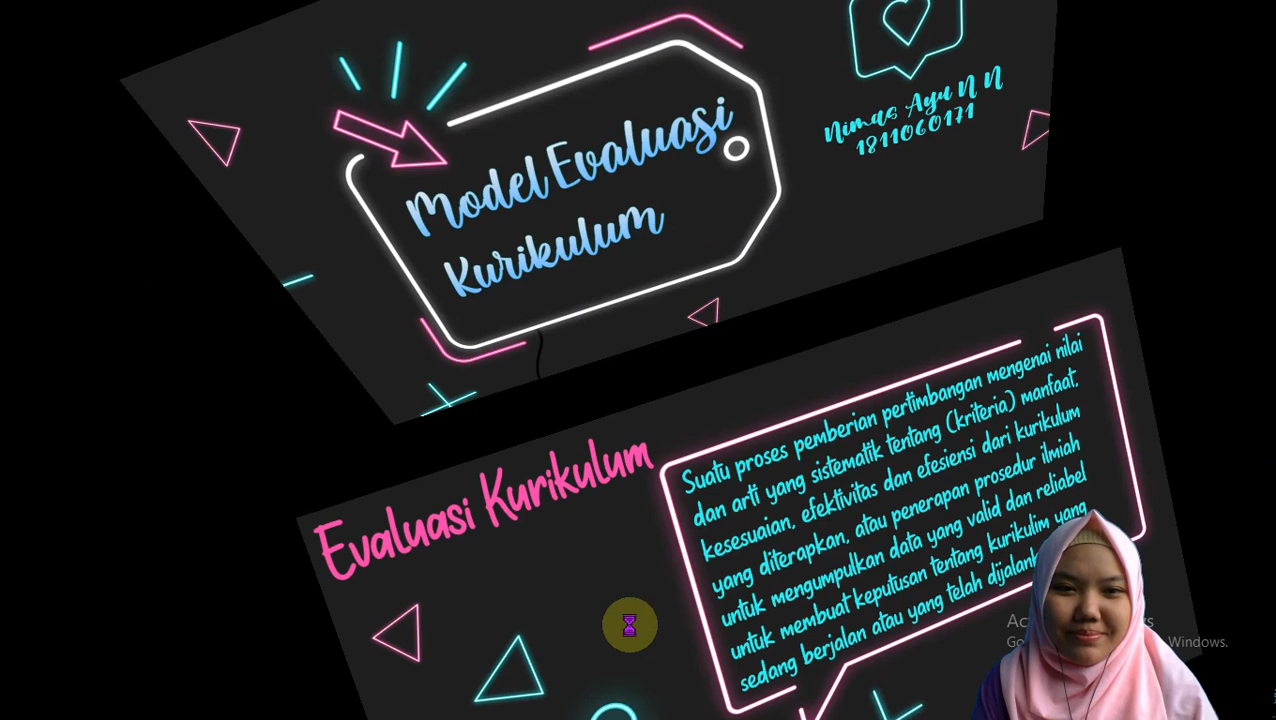 Model Evaluasi
Kurikulum
Nimas Ayu N N
1811060171
Evaluasi Kurikulum
Suatu proses pemberian pertimbangan mengenai nilai
dan arti yang sistematik tentang (kriteria) manfaat,
kesesuaian, efektivitas dan efesiensi dari kurikulum
yang diterapkan, atau penerapan prosedur ilmiah
untuk mengumpulkan data yang valid dan reliabel
untuk membuat keputusan tentang kurikulim yang
sedang berjalan atau yang telah
Windows.